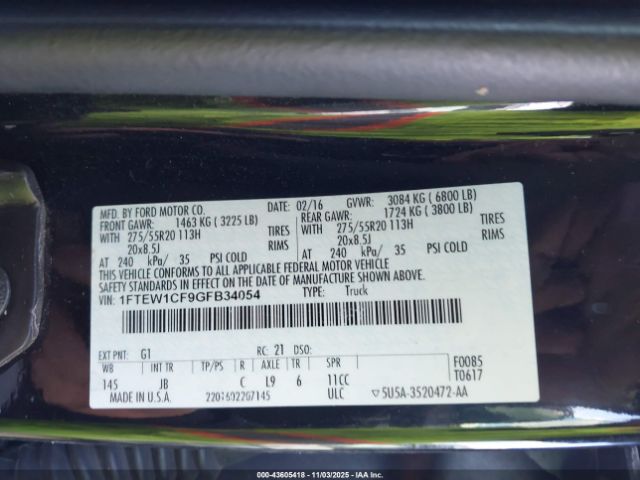 MFD. BY FORD MOTOR CO. DATE: 02/16 GVWR: 3084 KG ( 6800 LB)
FRONT GAWR: 1463 KG ( 3225 LB) REAR GAWR: 1724 KG ( 3800 LB)
WITH 275/55R20 113H TIRES WITH 275/55R20 113H TIRES
20x8.5J RIMS 20x8.5J RIMS
AT 240 kPa/ 35 PSI COLD AT 240 kPa/ 35 PSI COLD
THIS VEHICLE CONFORMS TO ALL APPLICABLE FEDERAL MOTOR VEHICLE
SAFETY STANDARDS IN EFFECT ON THE DATE OF MANUFACTURE SHOWN ABOVE.
VIN: 1FTEW1CF9GFB34054 TYPE: Truck
EXT PNT: G1 RC: 21 DSO:
WB INT TR TP/PS R AXLE TR SPR F0085
145 JB C L9 6 11CC T0617
MADE IN U.S.A. ULC ▽5U5A-3520472-AA
000-43605418 - 11/03/2025 - IAA Inc.